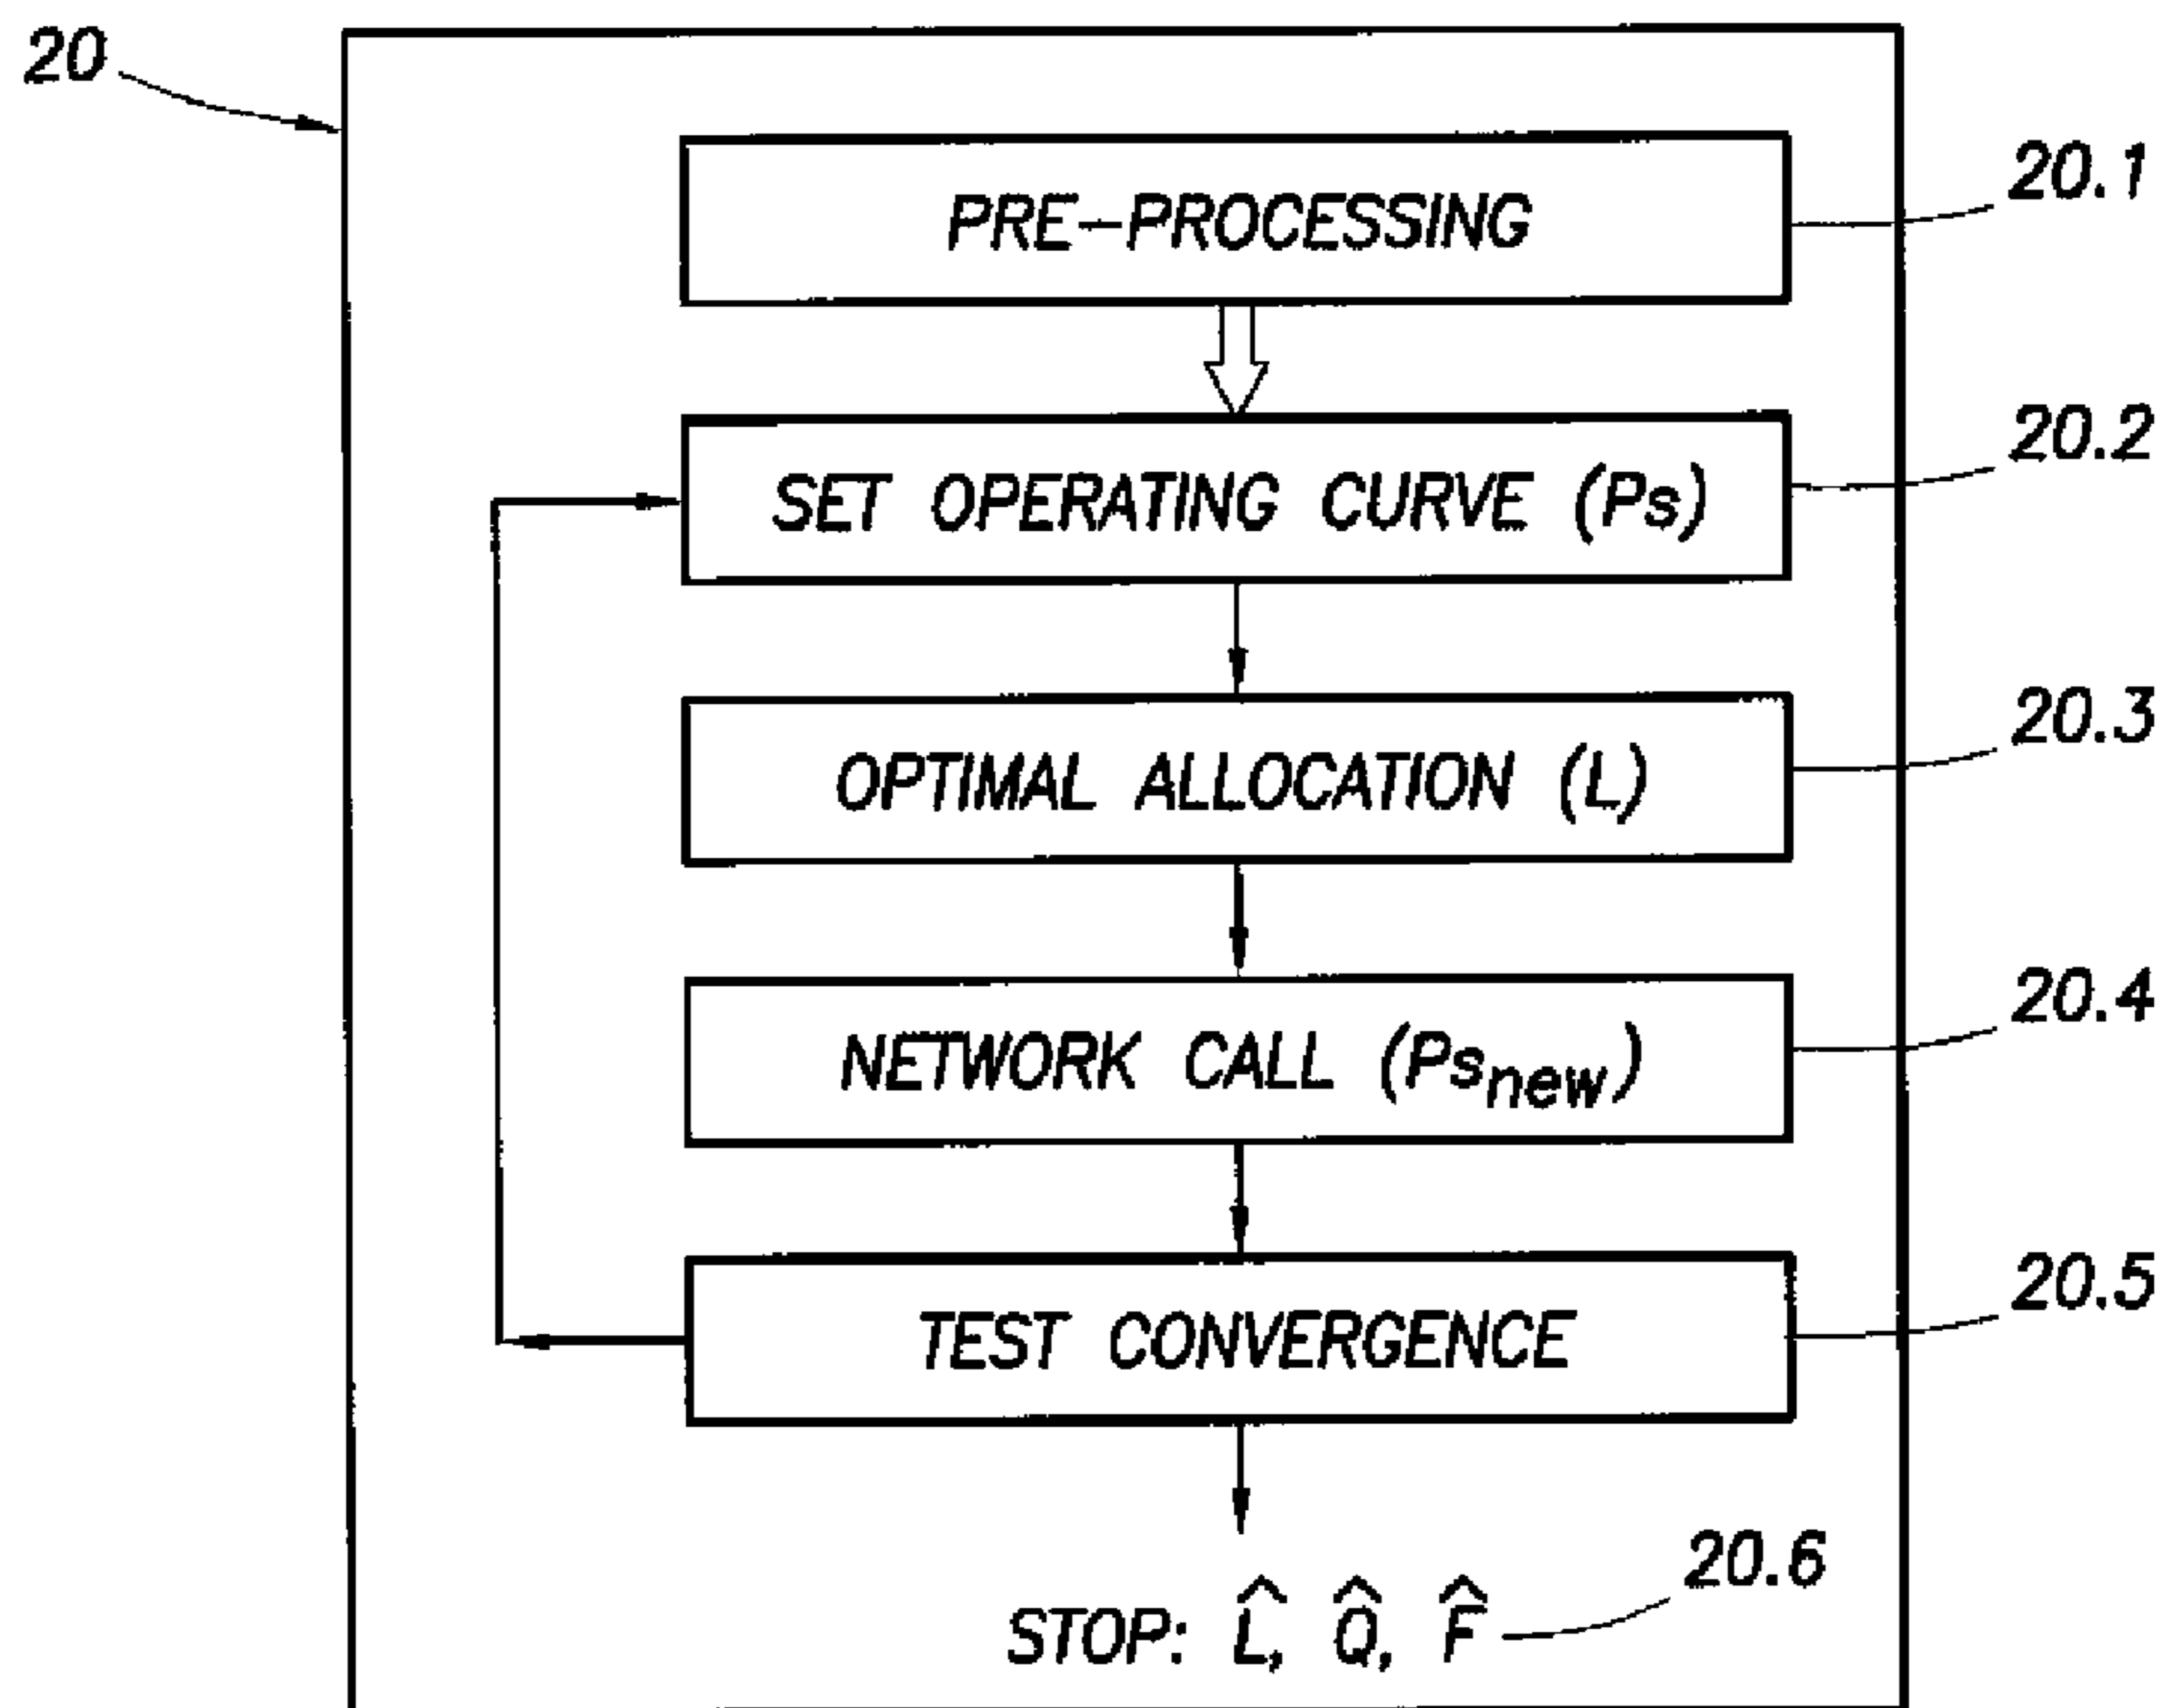 20
PRE-PROCESSING
20.1
SET OPERATING CURVE (Ps)
20.2
OPTIMAL ALLOCATION (L)
20.3
NETWORK CALL (Psnew)
20.4
TEST CONVERGENCE
20.5
STOP: L̂, Q̂, F̂
20.6